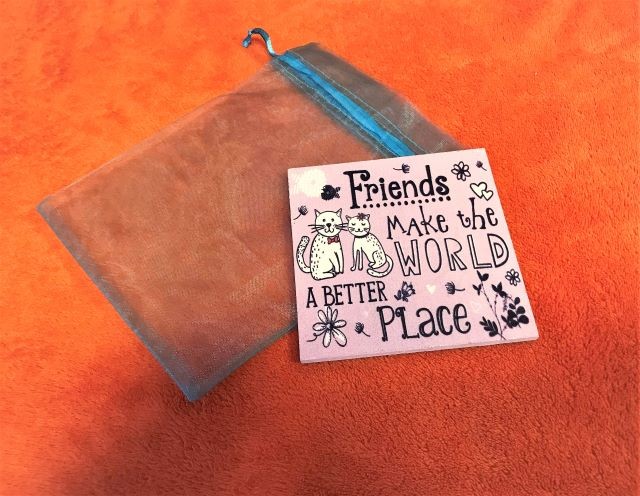 Friends
MAKE the
WORLD
A BETTER
PLACE